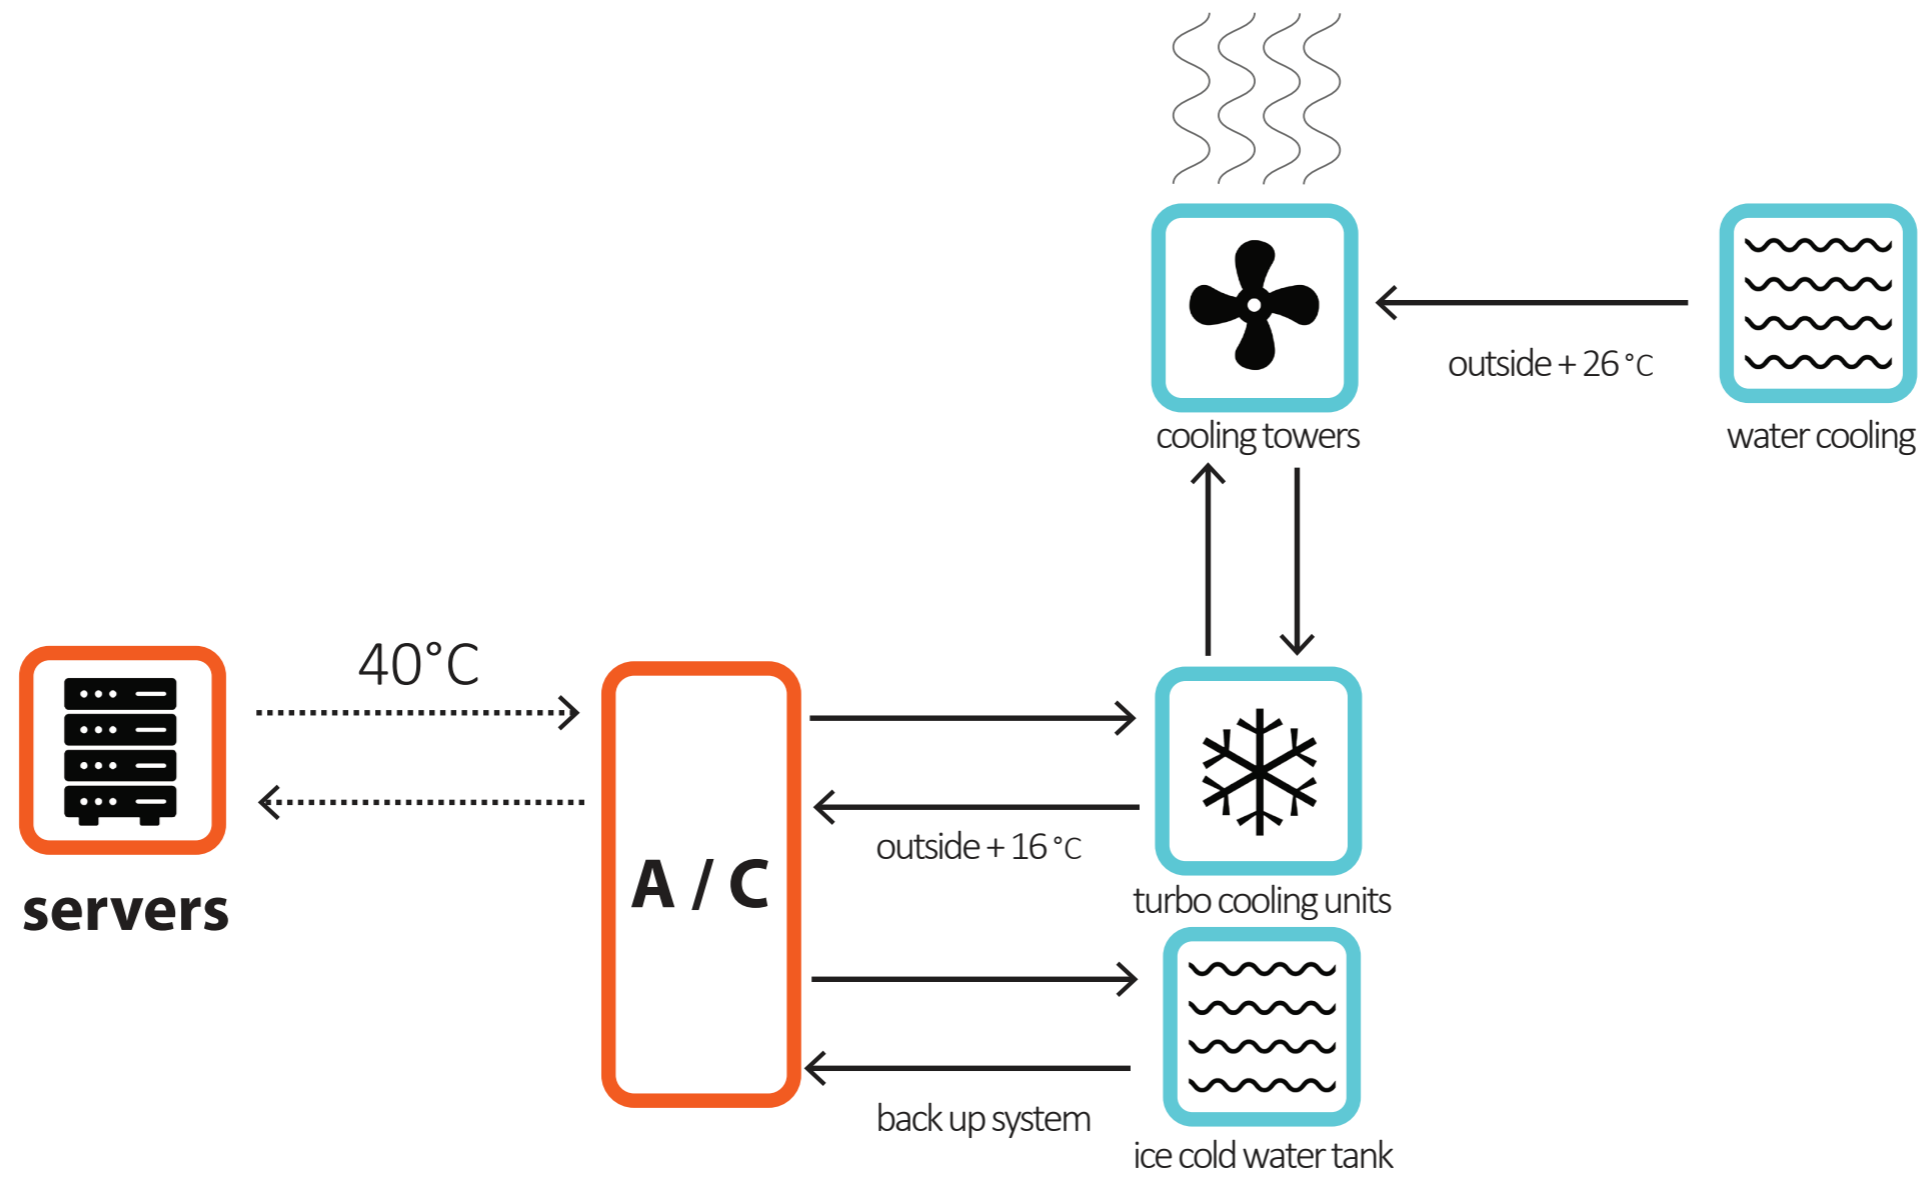 cooling towers
outside + 26 °C
water cooling
40°C
servers
A / C
outside + 16 °C
turbo cooling units
back up system
ice cold water tank